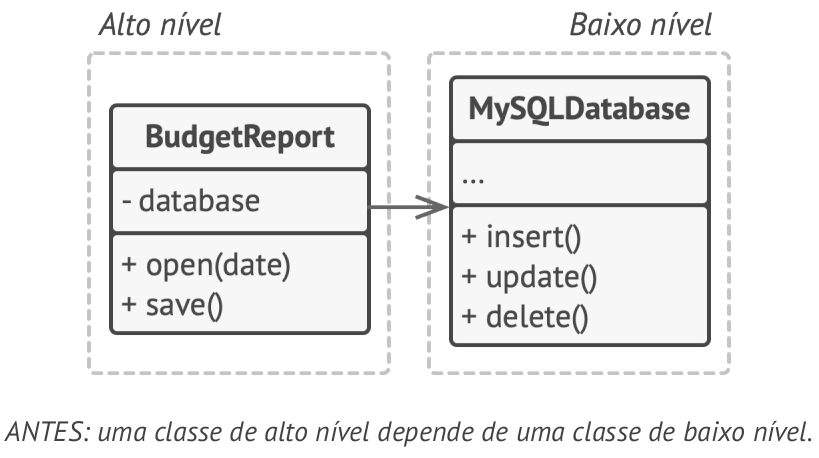 Alto nível
Baixo nível
BudgetReport
- database
+ open(date)
+ save()
MySQLDatabase
...
+ insert()
+ update()
+ delete()
ANTES: uma classe de alto nível depende de uma classe de baixo nível.